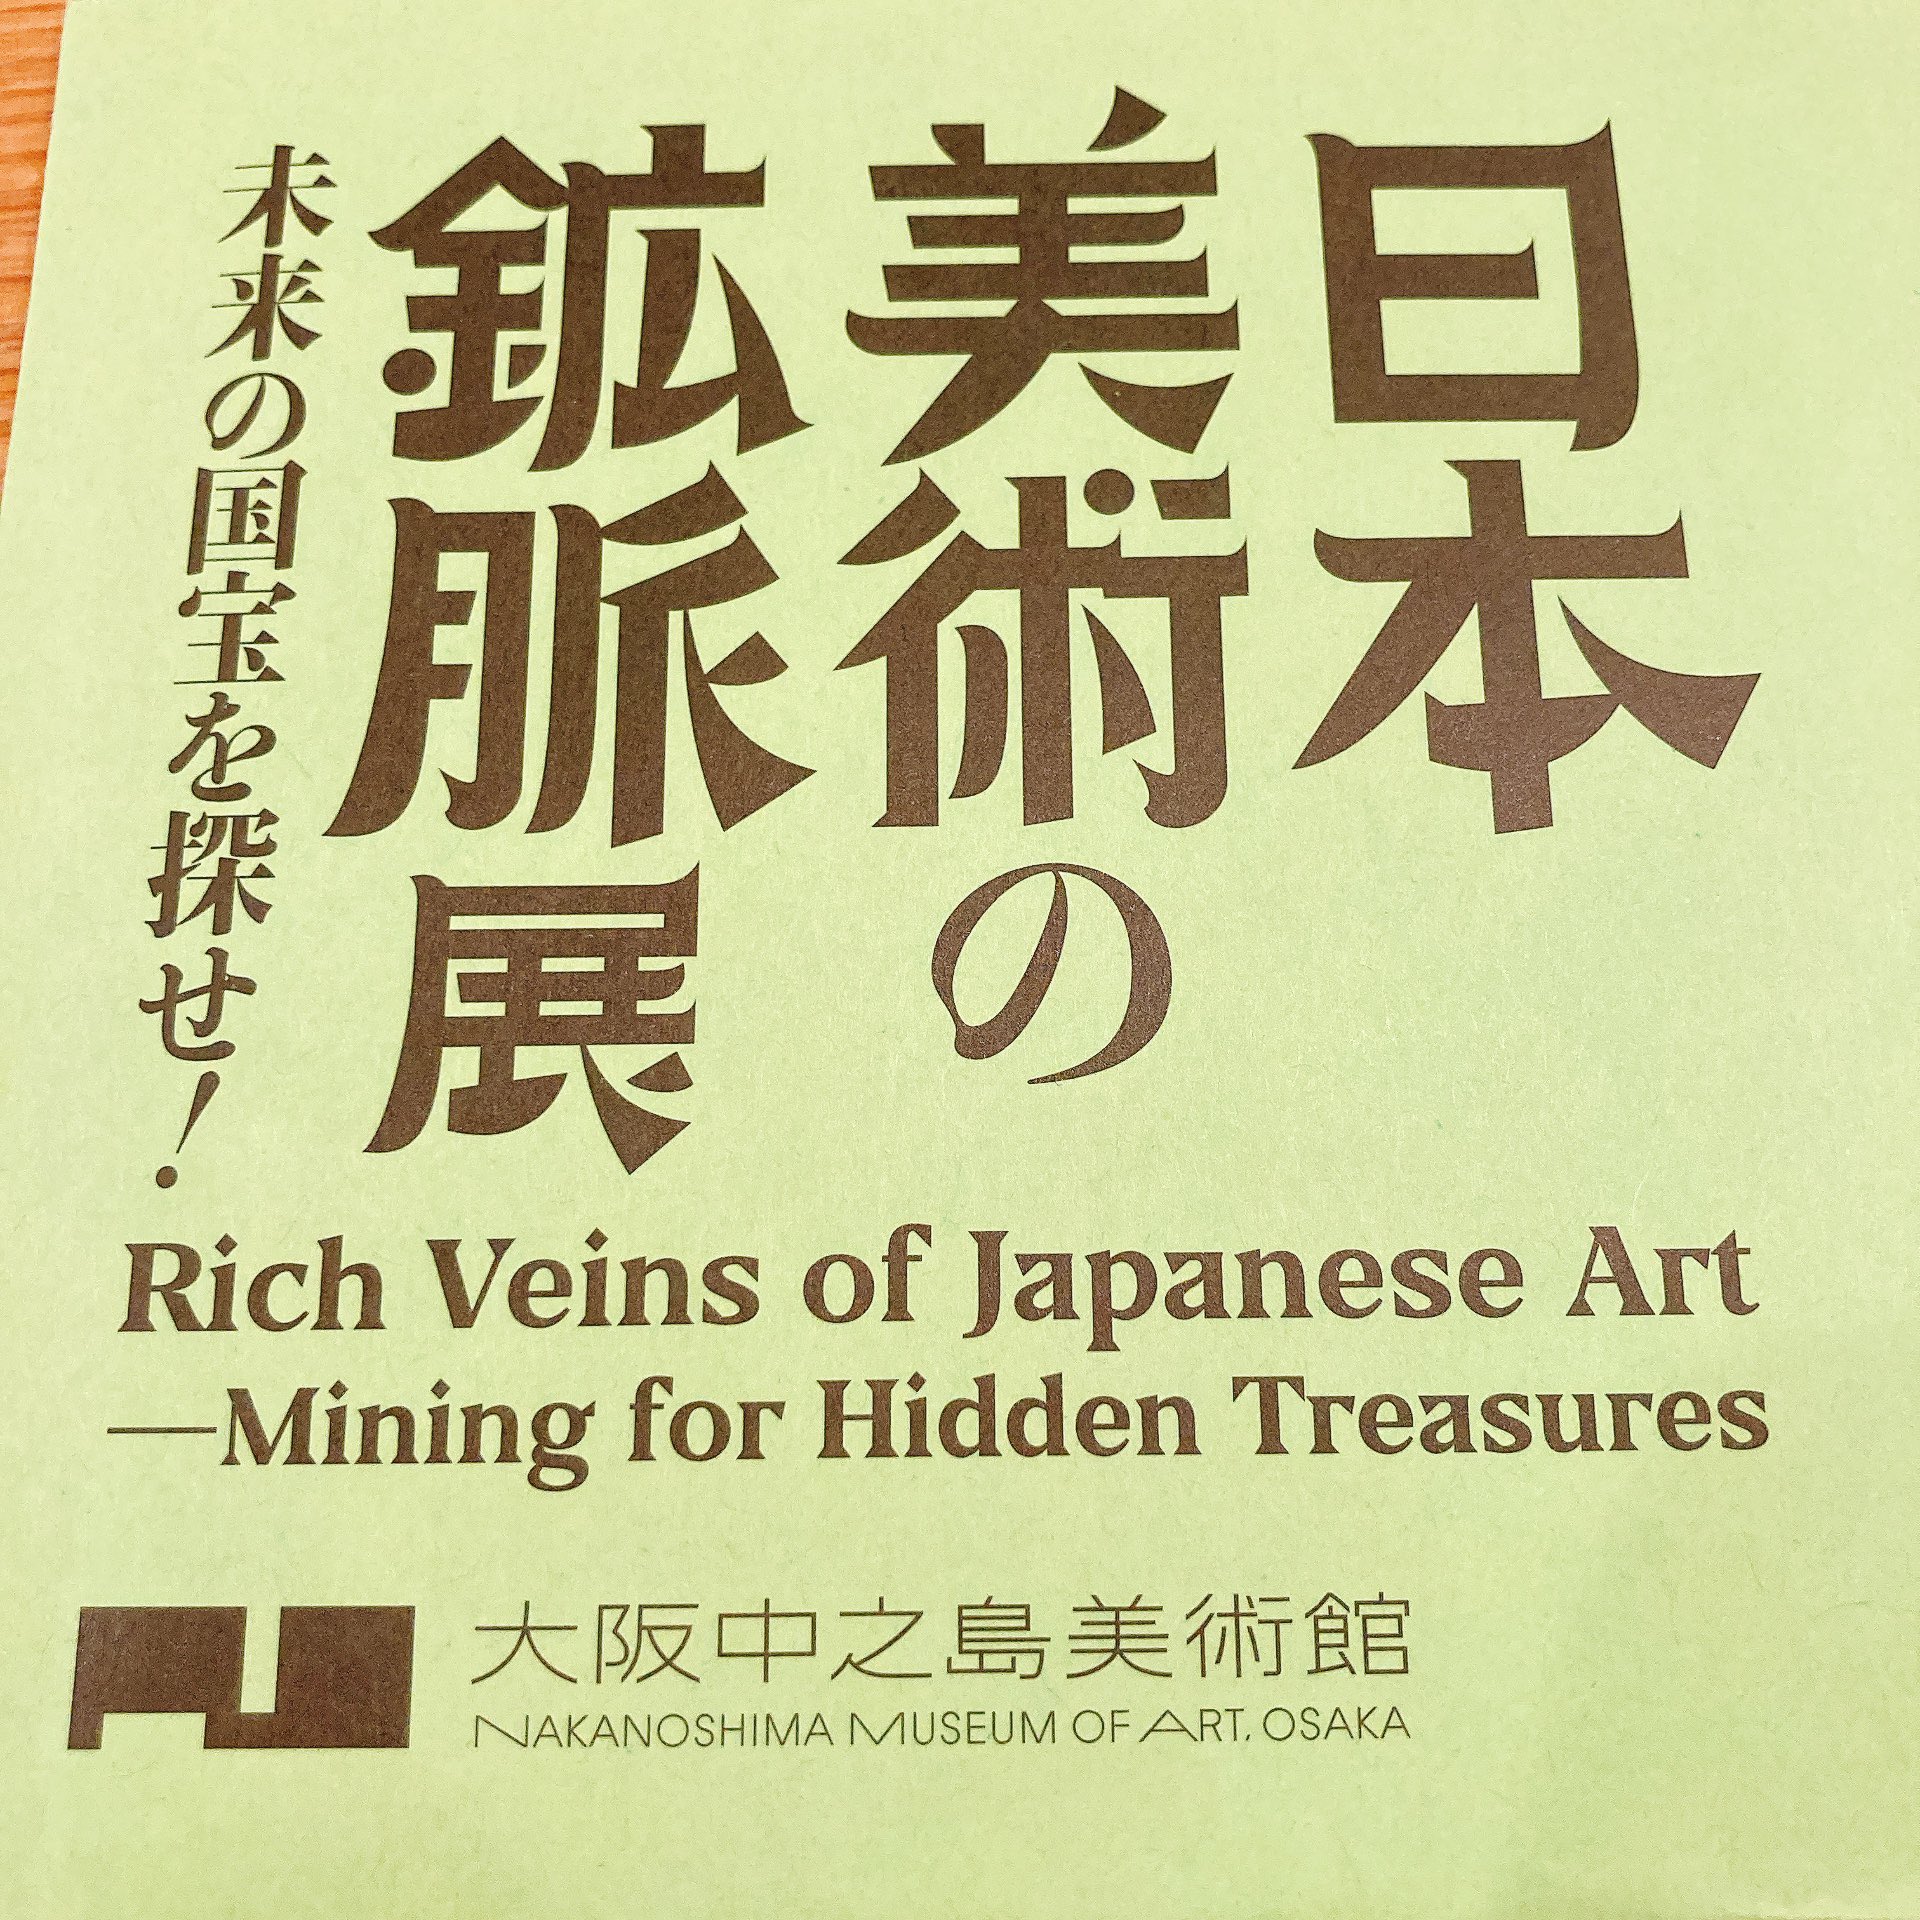 日本
美術の
鉱脈展
未来の国宝を探せ！
Rich Veins of Japanese Art
—Mining for Hidden Treasures
大阪中之島美術館
NAKANOSHIMA MUSEUM OF ART, OSAKA